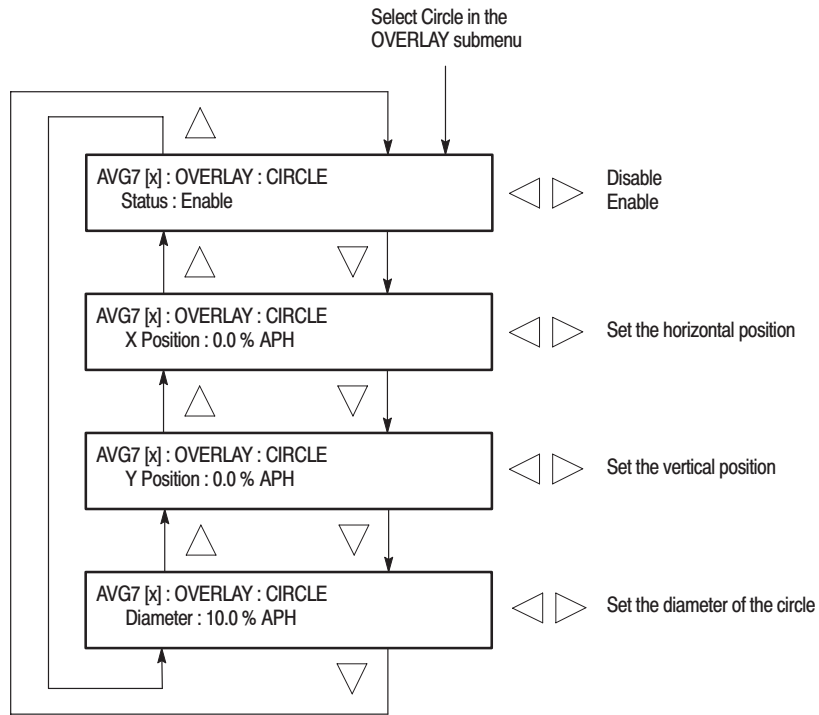 Select Circle in the
OVERLAY submenu
AVG7 [x] : OVERLAY : CIRCLE
Status : Enable
Disable
Enable
AVG7 [x] : OVERLAY : CIRCLE
X Position : 0.0 % APH
Set the horizontal position
AVG7 [x] : OVERLAY : CIRCLE
Y Position : 0.0 % APH
Set the vertical position
AVG7 [x] : OVERLAY : CIRCLE
Diameter : 10.0 % APH
Set the diameter of the circle